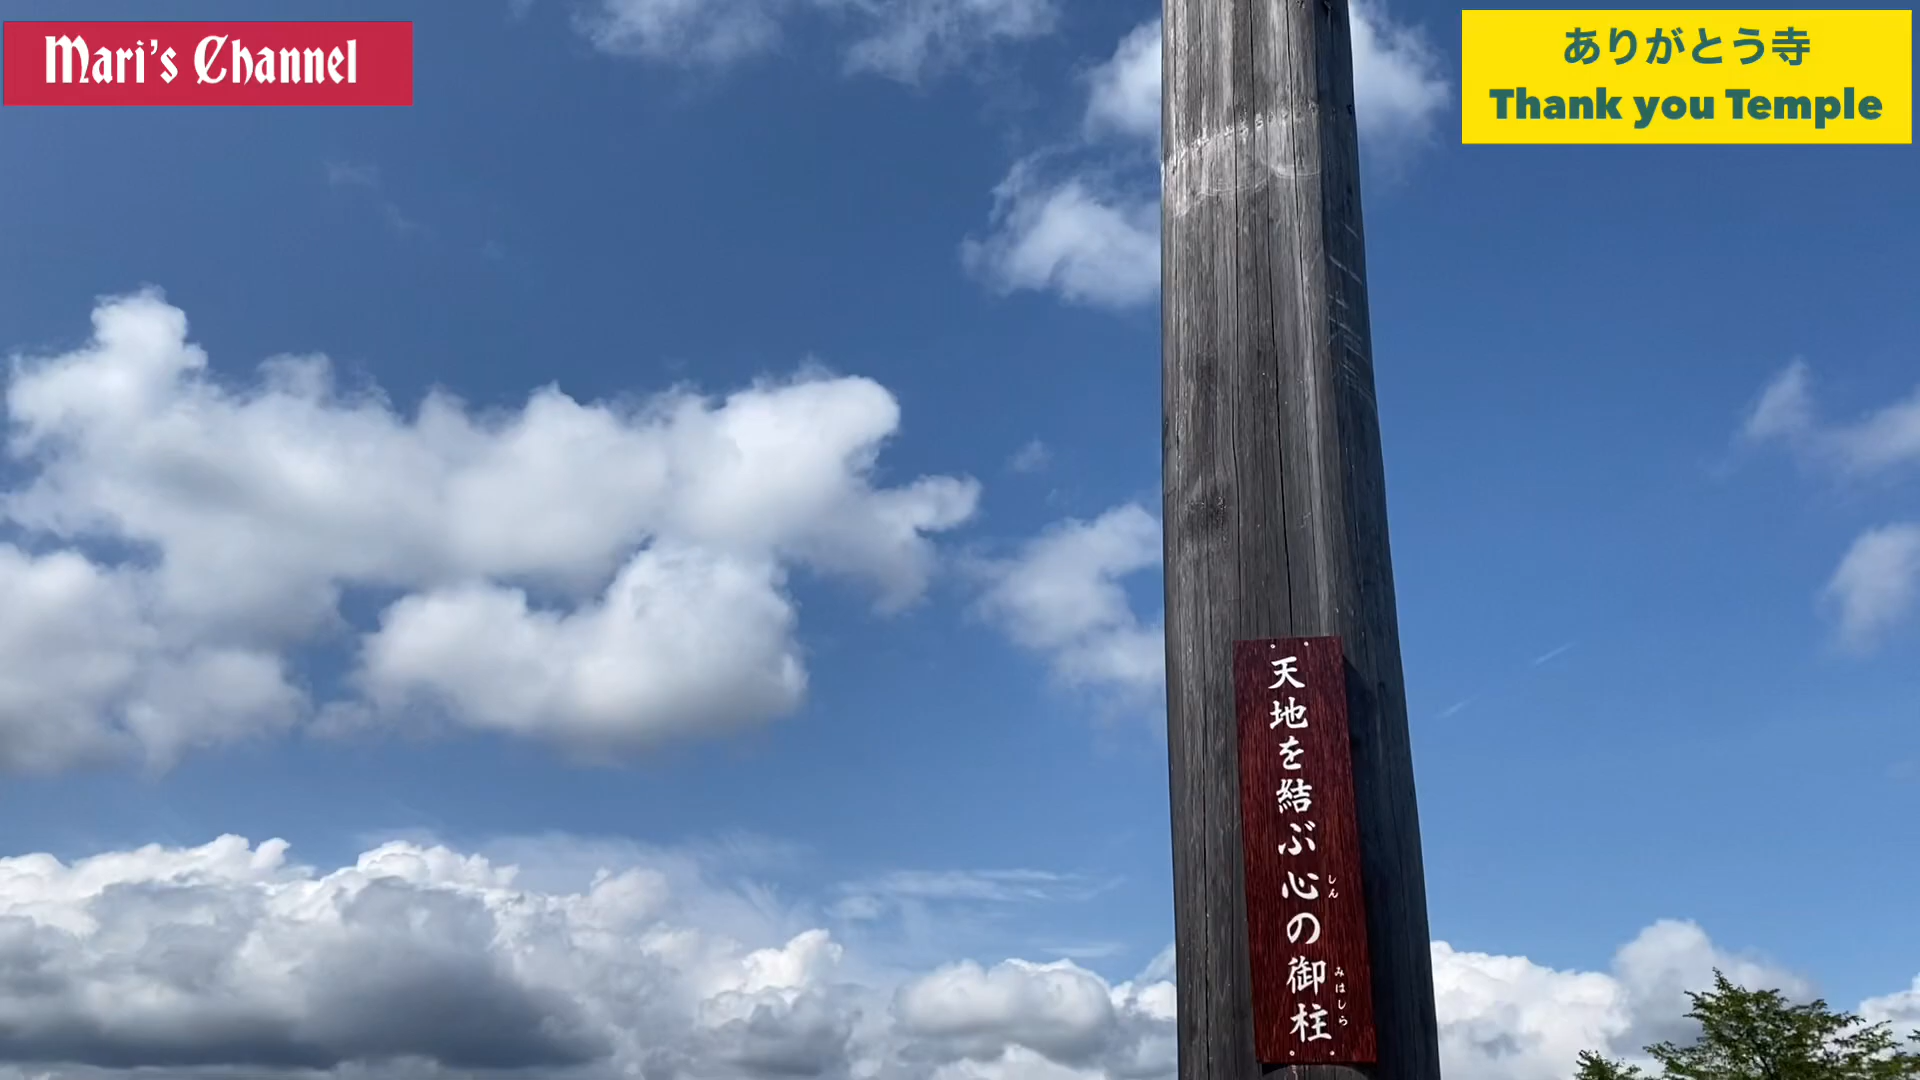 Mari's Channel
ありがとう寺
Thank you Temple
天地を結ぶ心の御柱
しん
みはしら